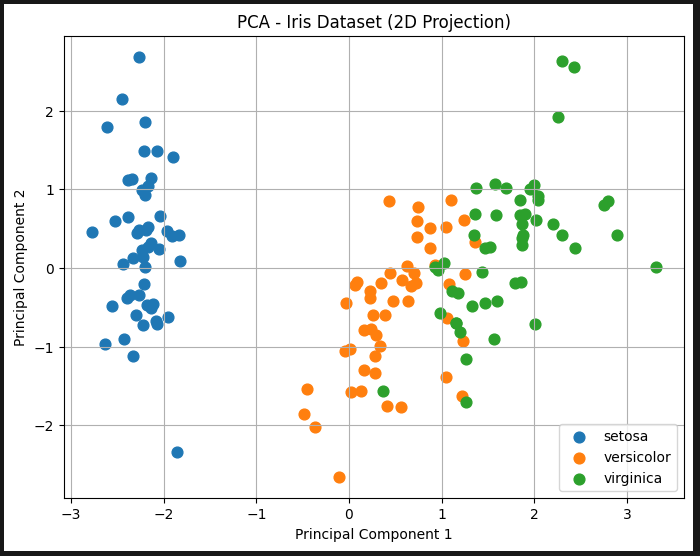 PCA - Iris Dataset (2D Projection)
Principal Component 2
2
1
0
−1
−2
−3
−2
−1
0
1
2
3
Principal Component 1
setosa
versicolor
virginica